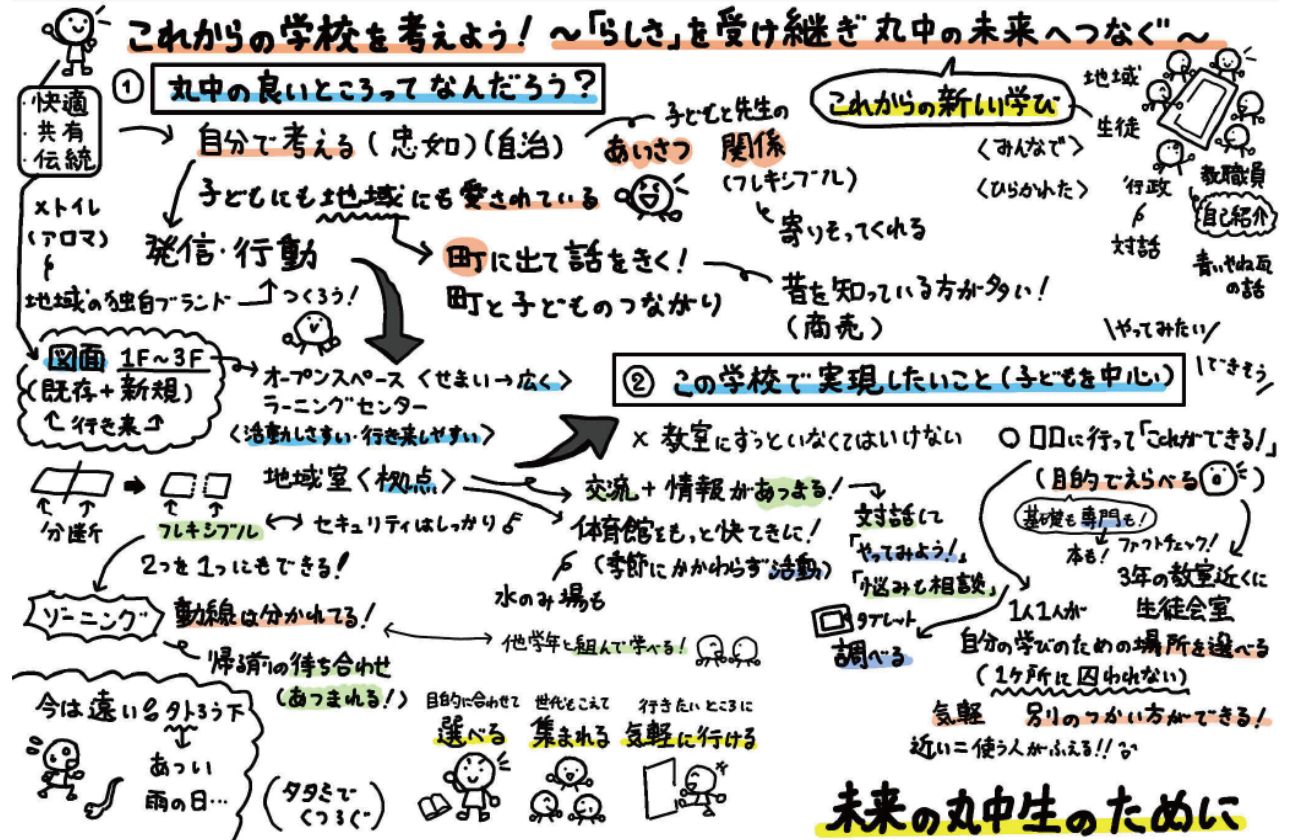 これからの学校を考えよう！ ～「らしさ」を受け継ぎ 丸中の未来へつなぐ～
・快適
・共有
・伝統
① 丸中の良いところって なんだろう？
自分で考える(忠如)(自治)
子どもと先生の
あいさつ 関係
(フレキシブル)
寄りそってくれる
子どもにも地域にも愛されている
発信・行動
×トイレ
(アロマ)
地域の独自ブランド
つくろう！
町に出て話をきく！
町と子どものつながり
昔を知っている方が多い！
(商売)
これからの新しい学び
〈みんなで〉
〈ひらかれた〉
地域
生徒
行政
対話
教職員
自己紹介
青いやね瓦
の話
図面 1F～3F
(既存+新規)
行き来
オープンスペース〈せまい→広く〉
ラーニングセンター
〈活動しやすい・行き来しやすい〉
地域室〈拠点〉
分断
フレキシブル
セキュリティはしっかり
2つを1つにもできる！
ゾーニング
動線は分かれてる！
帰る前の待ち合わせ
(あつまれる！)
今は遠い
外ろう下
あつい
雨の日…
(タタミで
くつろぐ)
② この学校で実現したいこと(子どもを中心)
\やってみたい/
\できそう/
× 教室にずっといなくてはいけない
○ 口口に行って「これができる！」
(目的でえらべる)
基礎も専門も！
本も！
ファクトチェック！
3年の教室近くに
生徒会室
交流+情報があつまる！
対話して
「やってみよう！」
「悩みも相談」
体育館をもっと快てきに！
(季節にかかわらず活動)
水のみ場も
タブレット
調べる
1人1人が
自分の学びのための場所を選べる
(1ケ所に囚われない)
気軽 別のつかい方ができる！
近い＝使う人がふえる!!
他学年と組んで学べる！
目的に合わせて
選べる
世代をこえて
集まれる
行きたいところに
気軽に行ける
未来の丸中生のために